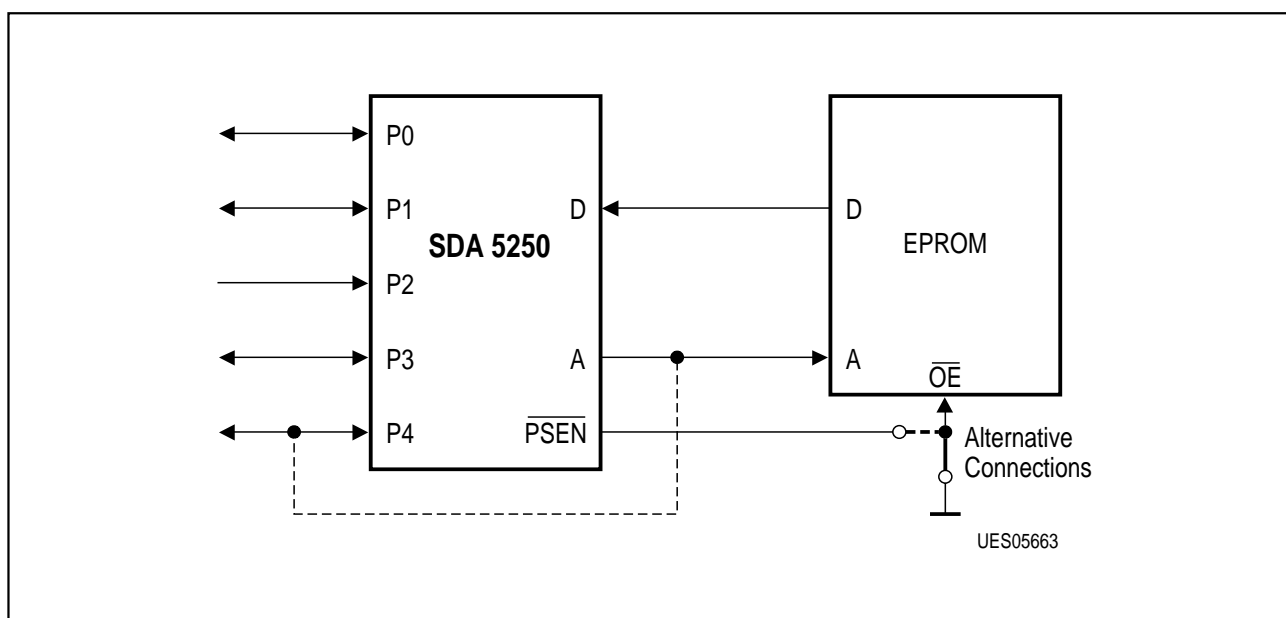 P0
P1
D
D
SDA 5250
EPROM
P2
P3
A
A
OE
P4
PSEN
Alternative
Connections
UES05663